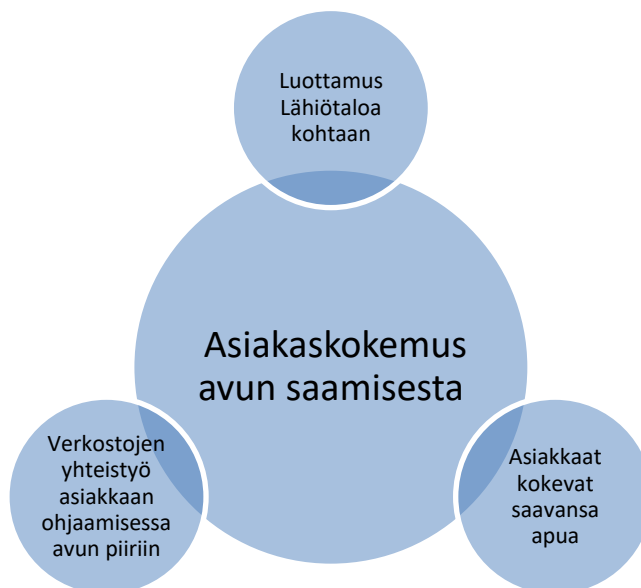 Luottamus
Lähiötaloa
kohtaan
Asiakaskokemus
avun saamisesta
Verkostojen
yhteistyö
asiakkaan
ohjaamisessa
avun piiriin
Asiakkaat
kokevat
saavansa
apua